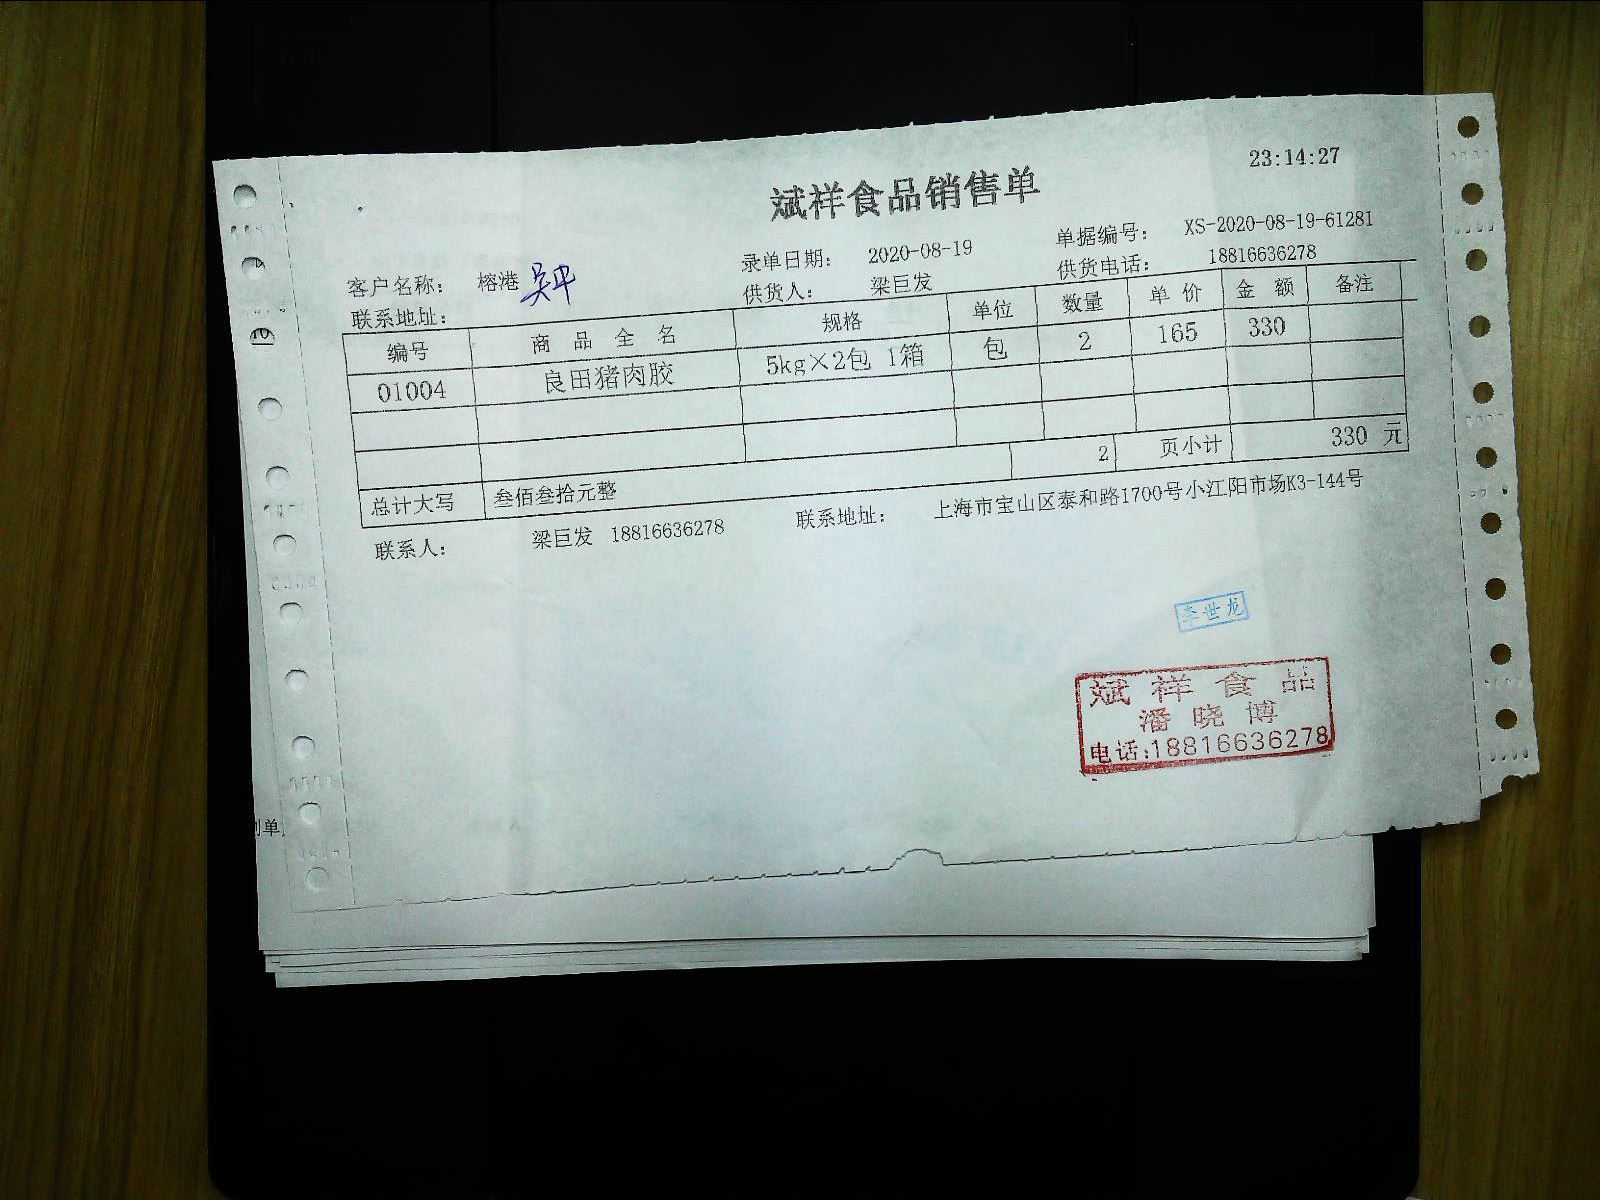 23:14:27
斌祥食品销售单
录单日期： 2020-08-19 单据编号： XS-2020-08-19-61281
客户名称： 榕港 供货人： 梁巨发 供货电话： 18816636278
联系地址：
编号 商 品 全 名 规格 单位 数量 单 价 金 额 备注
01004 良田猪肉胶 5kg×2包 1箱 包 2 165 330
2 页小计 330 元
总计大写 叁佰叁拾元整
联系人： 梁巨发 18816636278 联系地址： 上海市宝山区泰和路1700号小江阳市场K3-144号
李世龙
斌祥食品
潘晓博
电话:18816636278